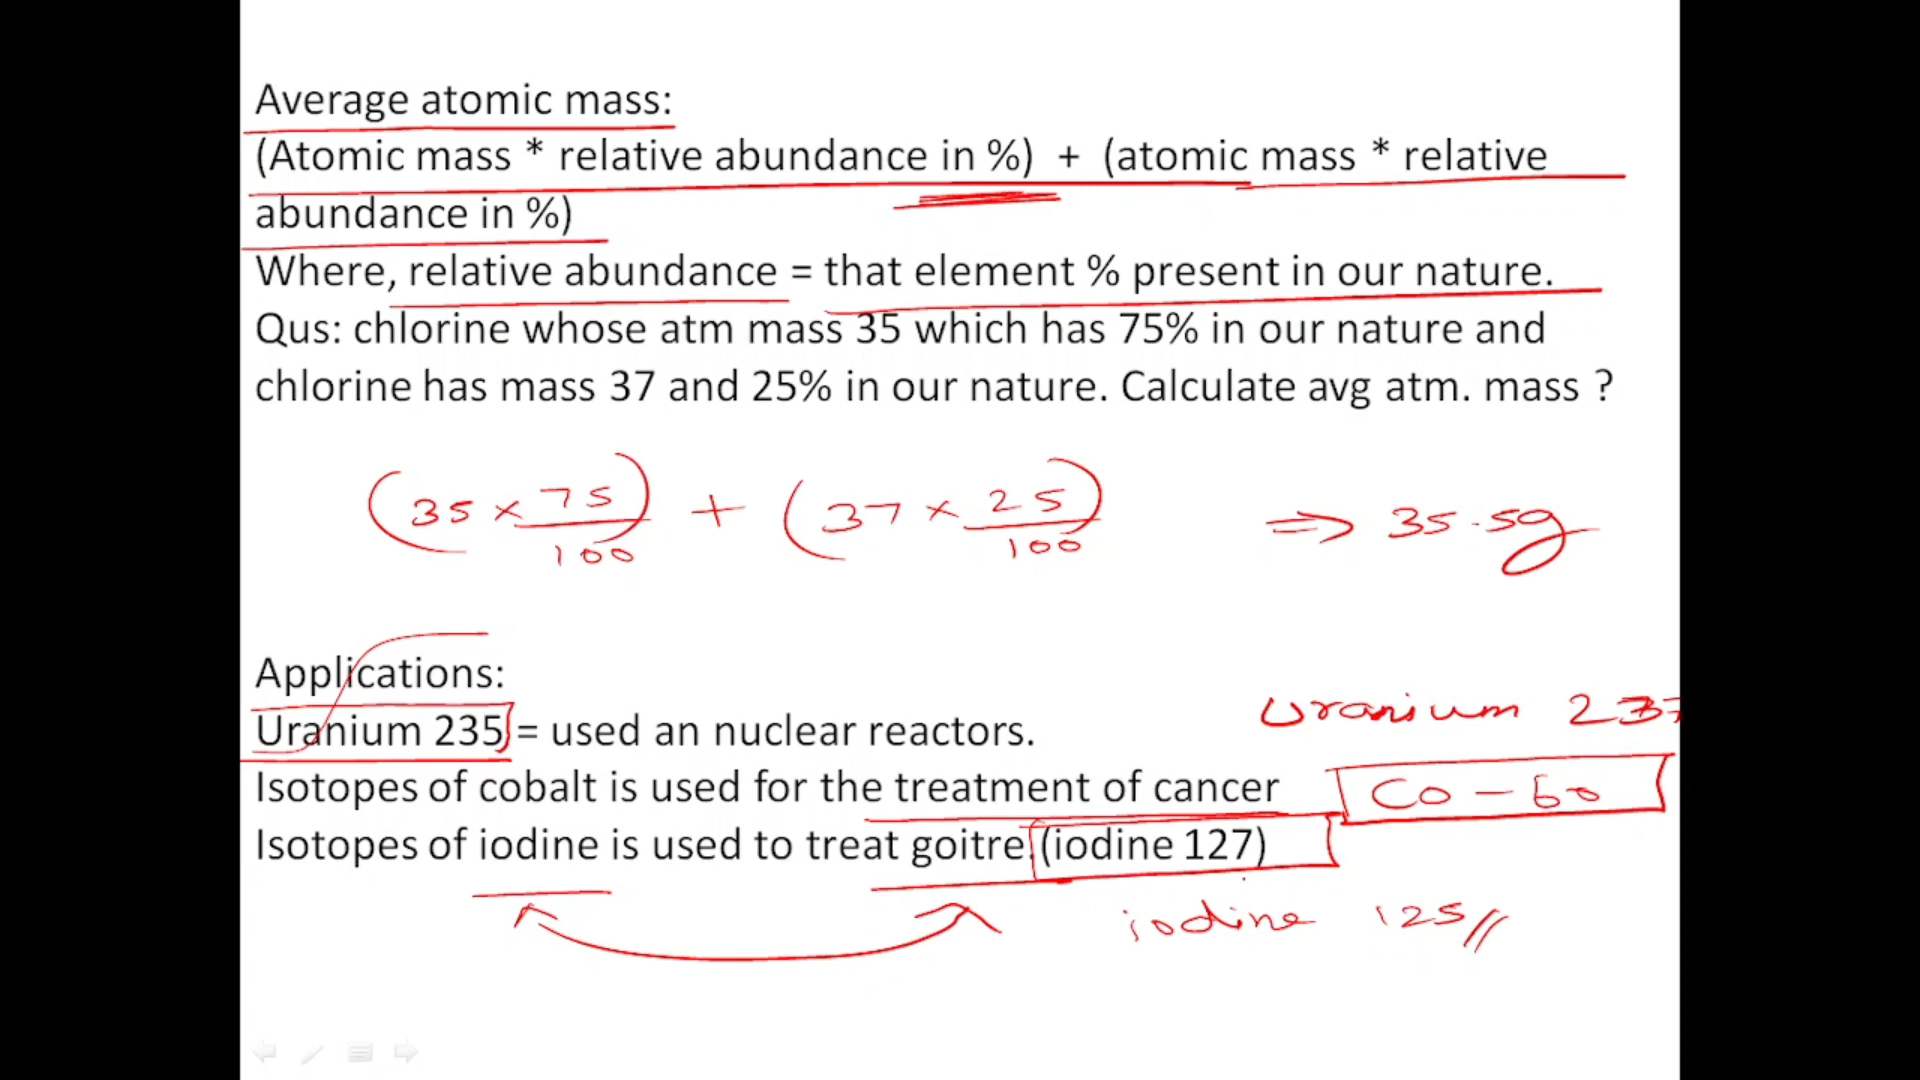 Average atomic mass:
(Atomic mass * relative abundance in %) + (atomic mass * relative
abundance in %)
Where, relative abundance = that element % present in our nature.
Qus: chlorine whose atm mass 35 which has 75% in our nature and
chlorine has mass 37 and 25% in our nature. Calculate avg atm. mass ?
(35 × 75/100) + (37 × 25/100) ⇒ 35.5g
Applications:
Uranium 235 = used an nuclear reactors.
Uranium 237
Isotopes of cobalt is used for the treatment of cancer
Co - 60
Isotopes of iodine is used to treat goitre.(iodine 127)
iodine 125//